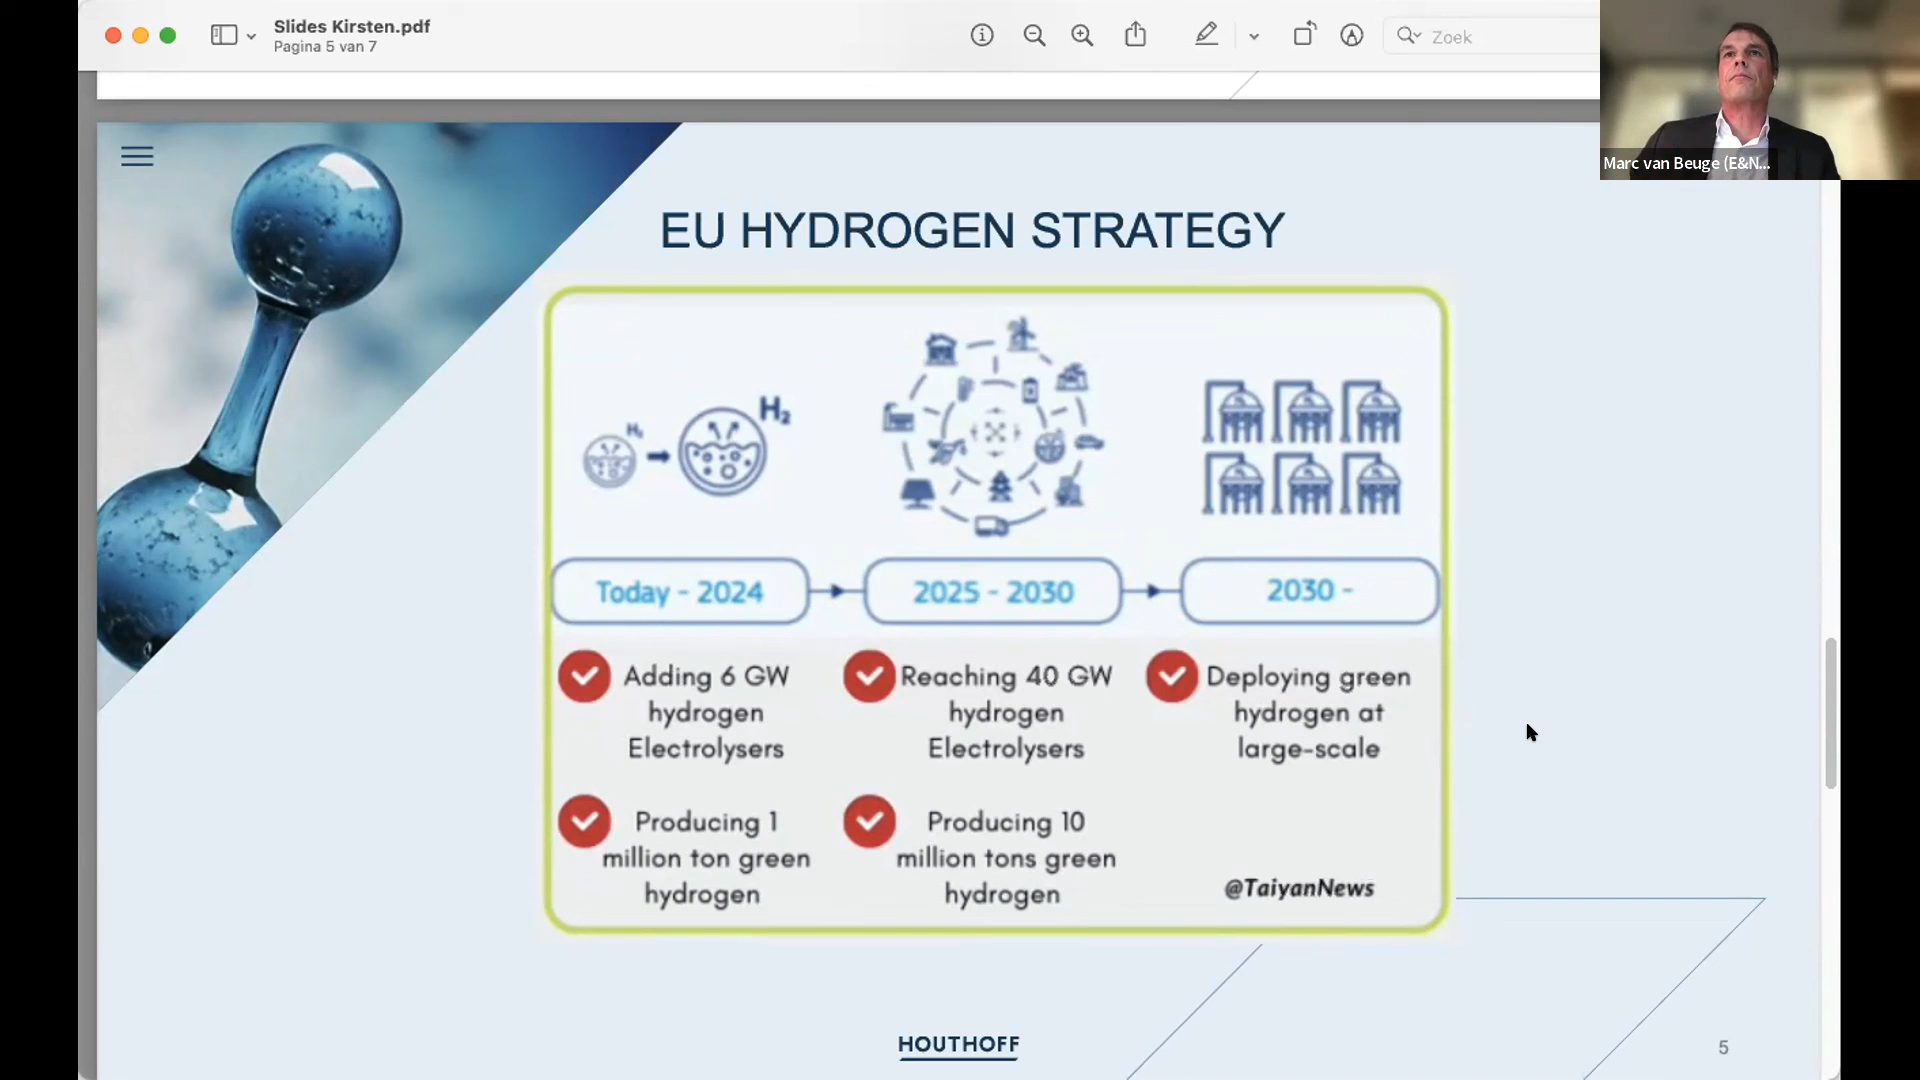 Slides Kirsten.pdf
Pagina 5 van 7
Zoek
Marc van Beuge (E&N...
EU HYDROGEN STRATEGY
H₂
H₂
Today - 2024
2025 - 2030
2030 -
Adding 6 GW
hydrogen
Electrolysers
Reaching 40 GW
hydrogen
Electrolysers
Deploying green
hydrogen at
large-scale
Producing 1
million ton green
hydrogen
Producing 10
million tons green
hydrogen
@TaiyanNews
HOUTHOFF
5